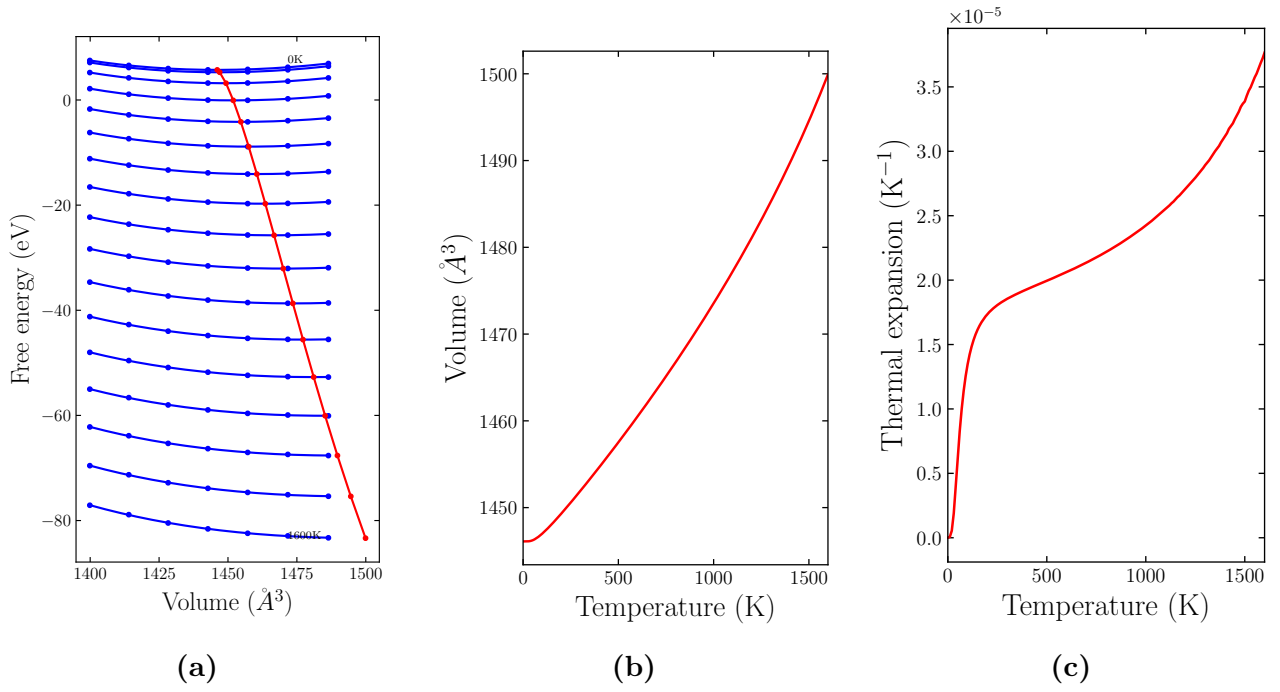 0K
1600K
0
−20
−40
−60
−80
1400 1425 1450 1475 1500
Free energy (eV)
Volume (Å³)
(a)
1500
1490
1480
1470
1460
1450
0 500 1000 1500
Volume (Å³)
Temperature (K)
(b)
×10⁻⁵
3.5
3.0
2.5
2.0
1.5
1.0
0.5
0.0
0 500 1000 1500
Thermal expansion (K⁻¹)
Temperature (K)
(c)